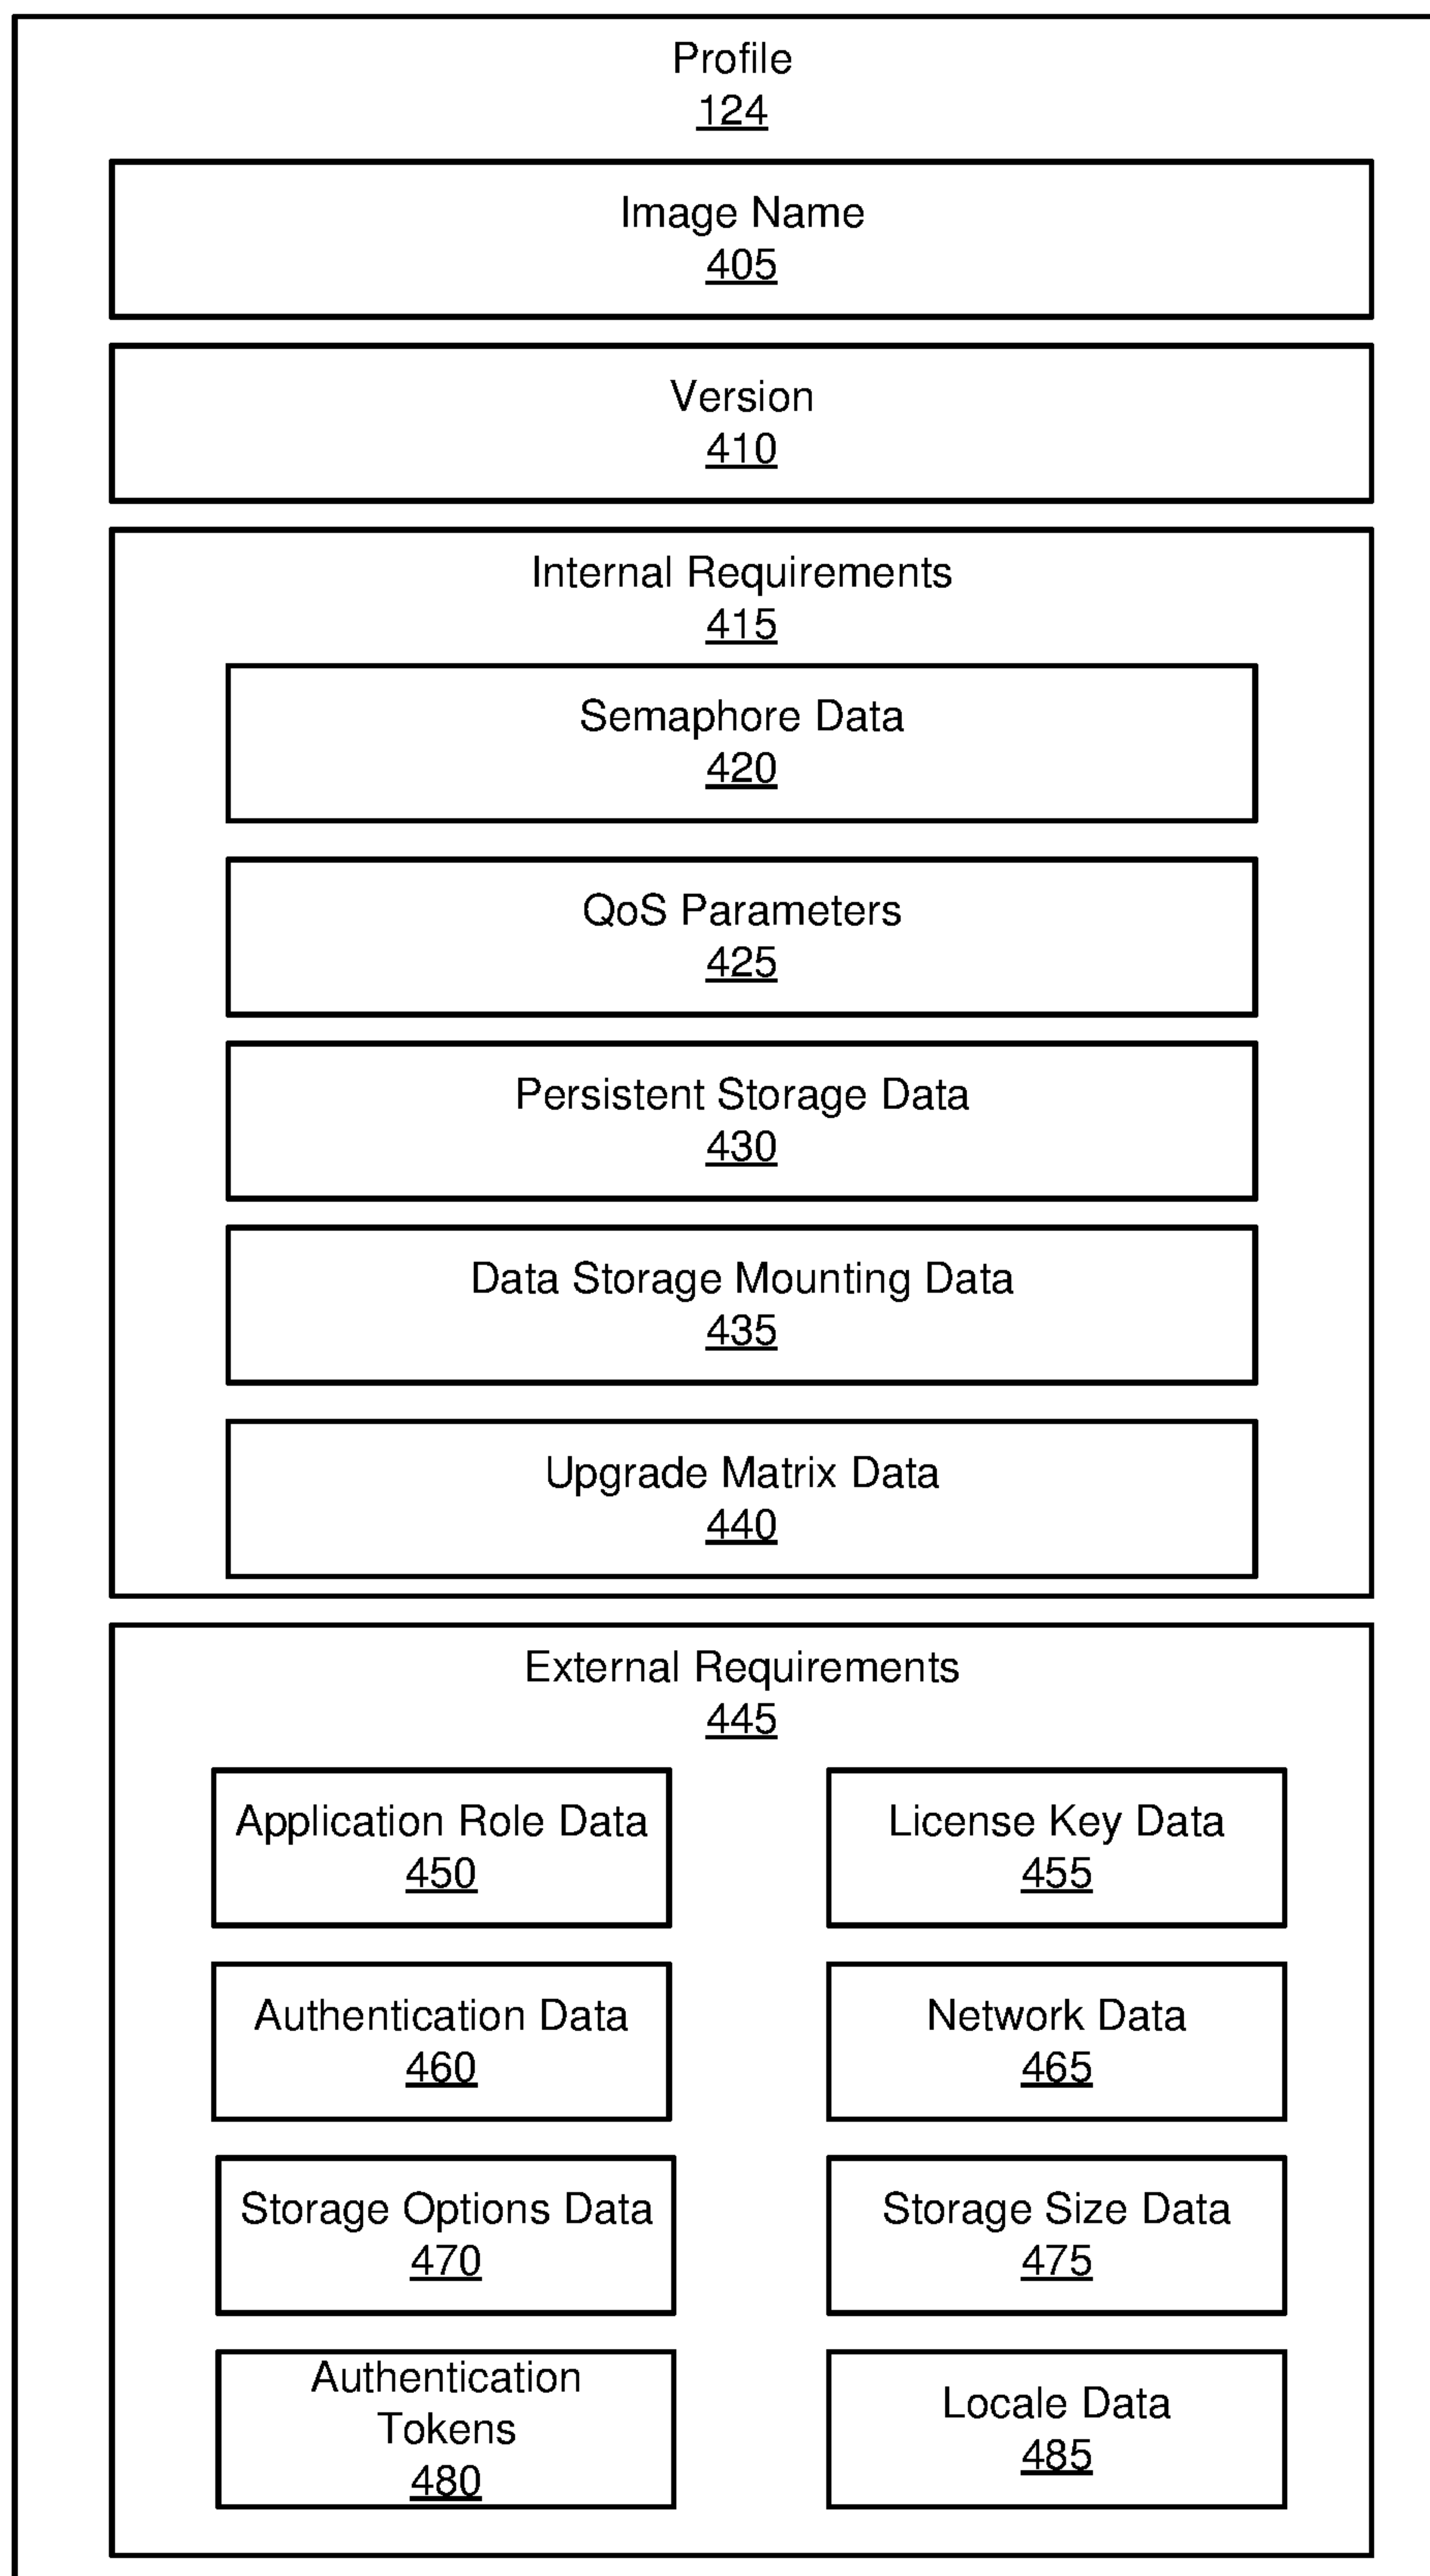 Profile
124
Image Name
405
Version
410
Internal Requirements
415
Semaphore Data
420
QoS Parameters
425
Persistent Storage Data
430
Data Storage Mounting Data
435
Upgrade Matrix Data
440
External Requirements
445
Application Role Data
450
License Key Data
455
Authentication Data
460
Network Data
465
Storage Options Data
470
Storage Size Data
475
Authentication
Tokens
480
Locale Data
485